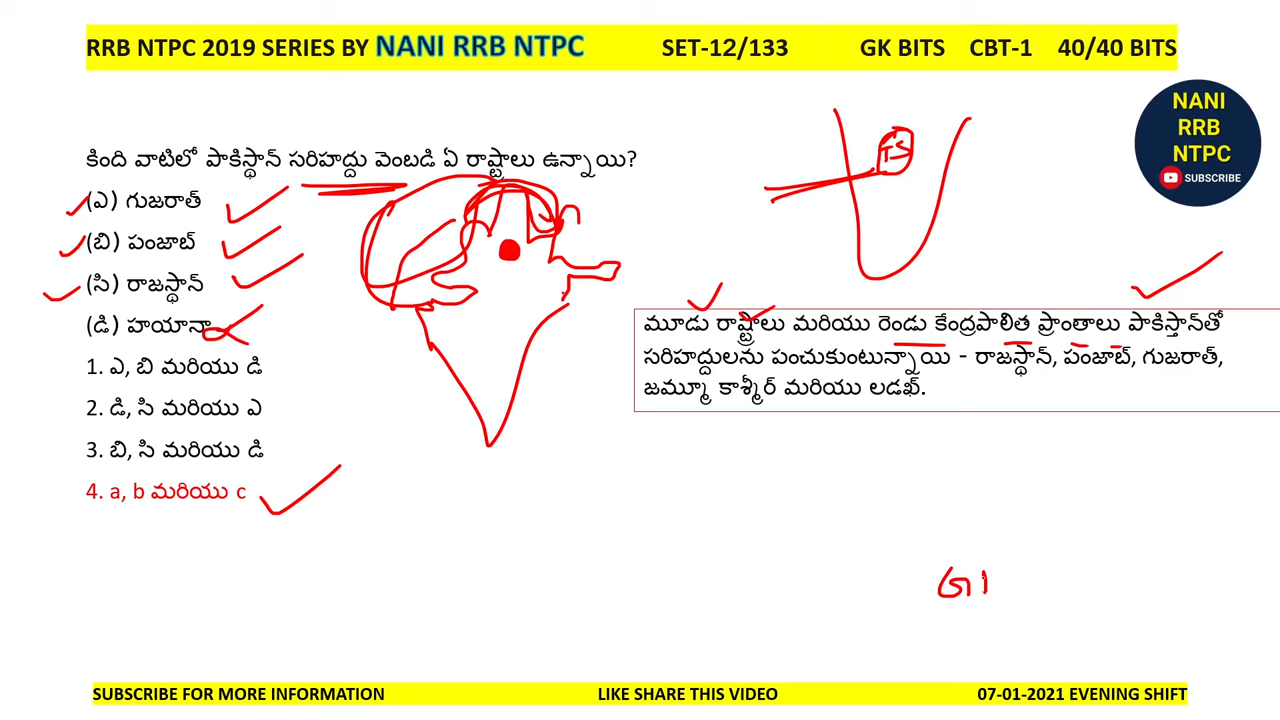 RRB NTPC 2019 SERIES BY NANI RRB NTPC SET-12/133 GK BITS CBT-1 40/40 BITS
NANI
RRB
NTPC
SUBSCRIBE
TS
కింది వాటిలో పాకిస్థాన్ సరిహద్దు వెంబడి ఏ రాష్ట్రాలు ఉన్నాయి?
(ఎ) గుజరాత్
(బి) పంజాబ్
(సి) రాజస్థాన్
(డి) హయానా
1. ఎ, బి మరియు డి
2. డి, సి మరియు ఎ
3. బి, సి మరియు డి
4. a, b మరియు c
మూడు రాష్ట్రాలు మరియు రెండు కేంద్రపాలిత ప్రాంతాలు పాకిస్తాన్‌తో
సరిహద్దులను పంచుకుంటున్నాయి - రాజస్థాన్, పంజాబ్, గుజరాత్,
జమ్మూ కాశ్మీర్ మరియు లడఖ్.
SUBSCRIBE FOR MORE INFORMATION LIKE SHARE THIS VIDEO 07-01-2021 EVENING SHIFT